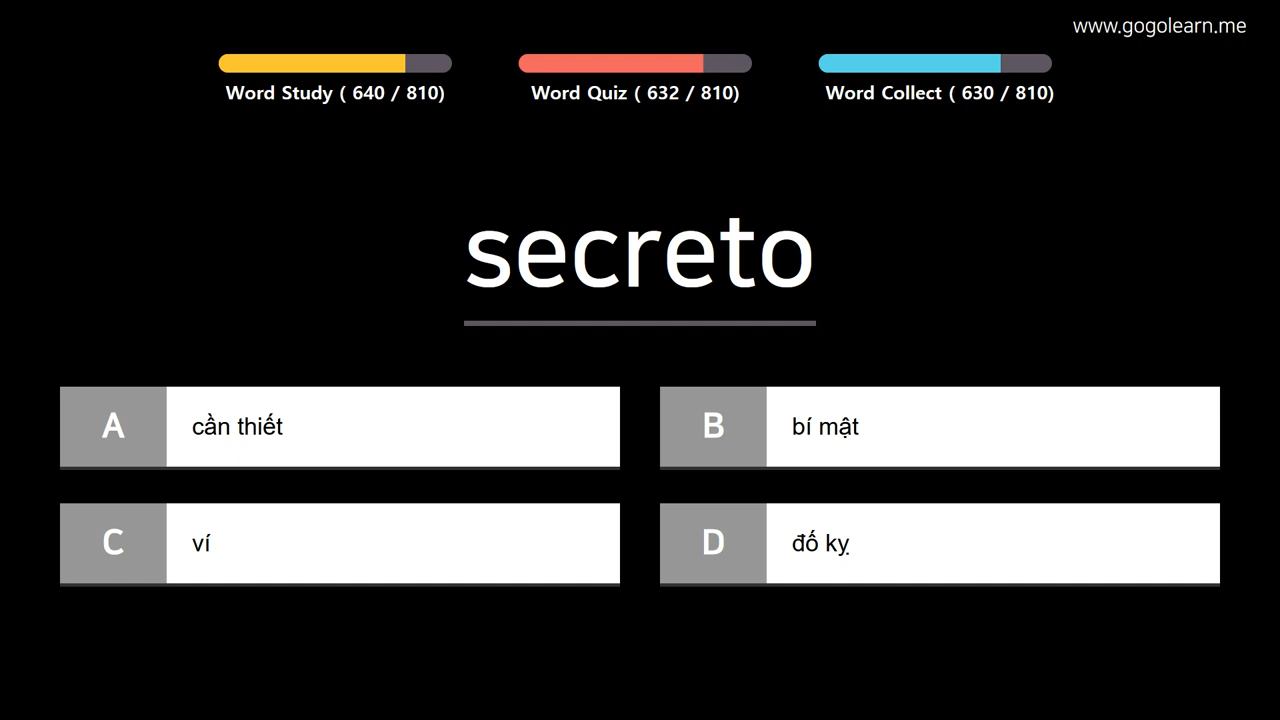 www.gogolearn.me
Word Study ( 640 / 810)
Word Quiz ( 632 / 810)
Word Collect ( 630 / 810)
secreto
A
cần thiết
B
bí mật
C
ví
D
đố kỵ